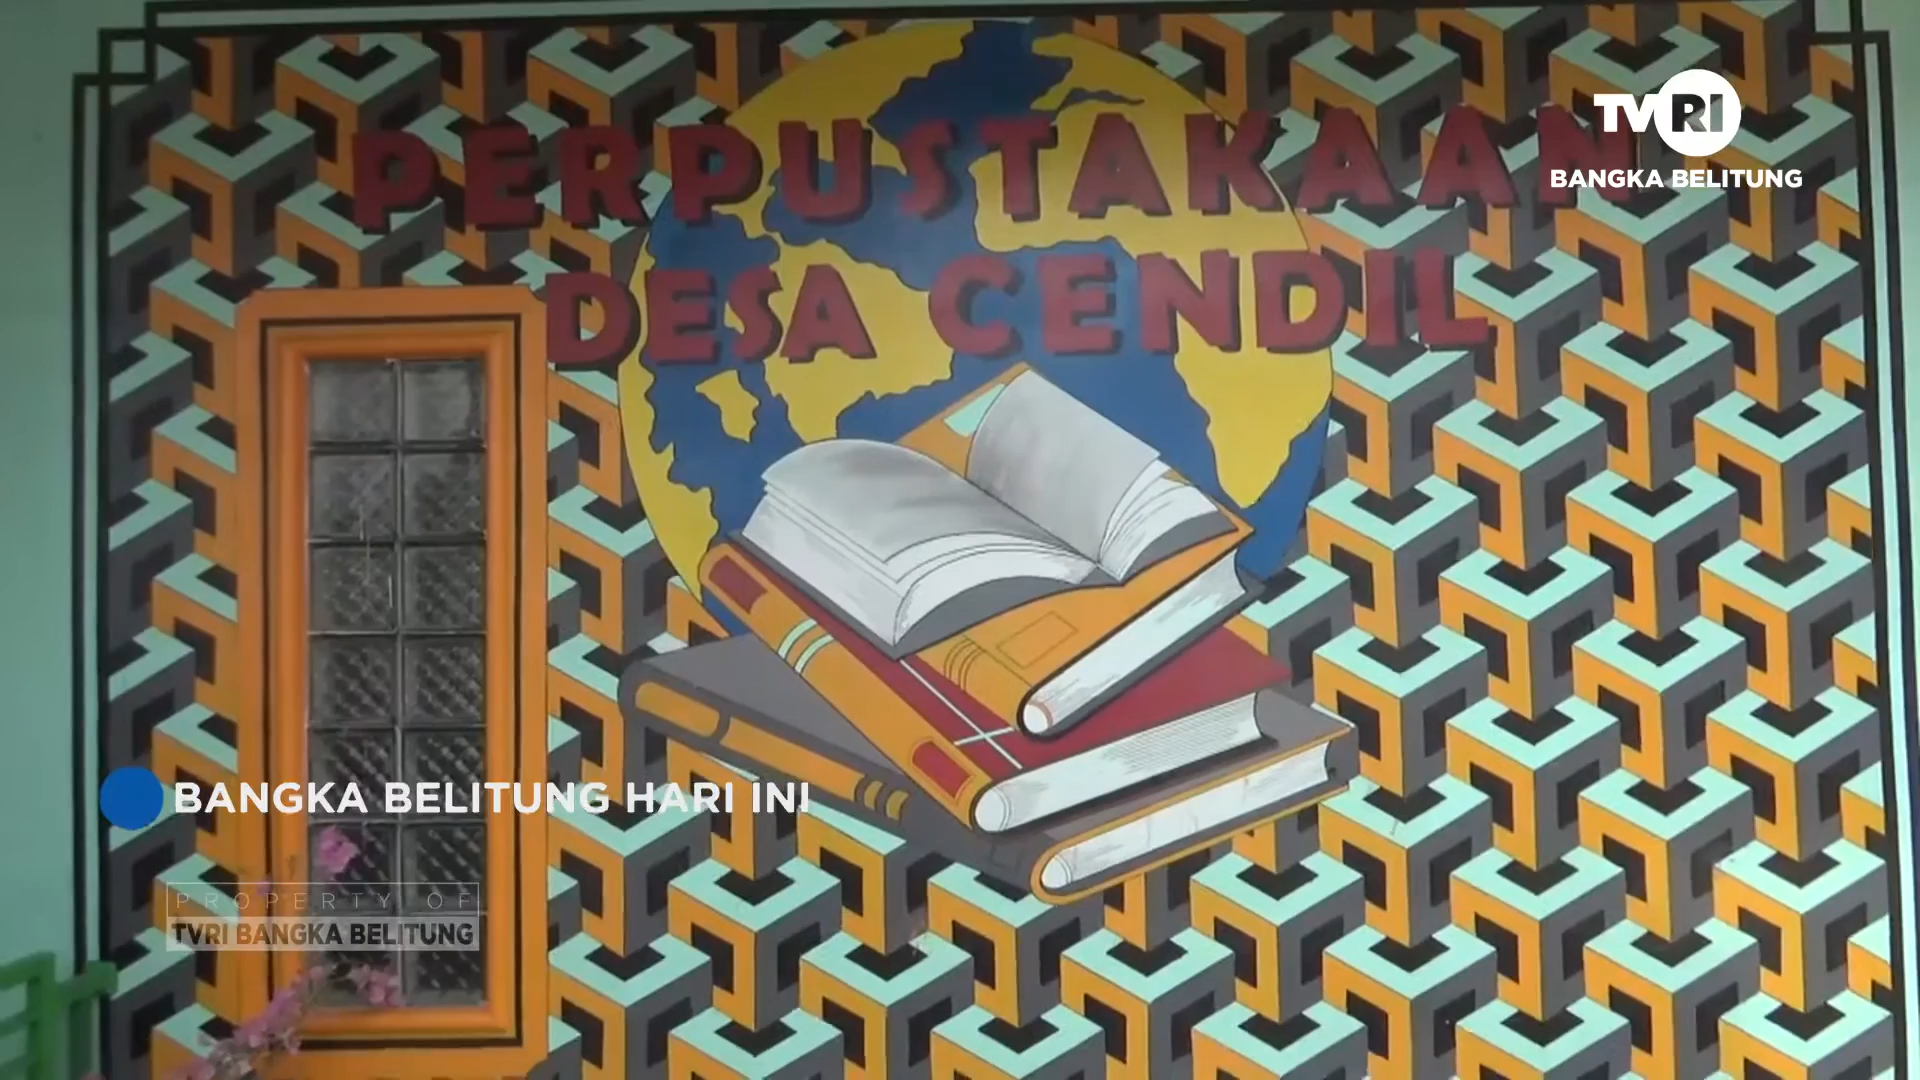 PERPUSTAKAAN
DESA CENDIL
TVRI
BANGKA BELITUNG
BANGKA BELITUNG HARI INI
PROPERTY OF
TVRI BANGKA BELITUNG